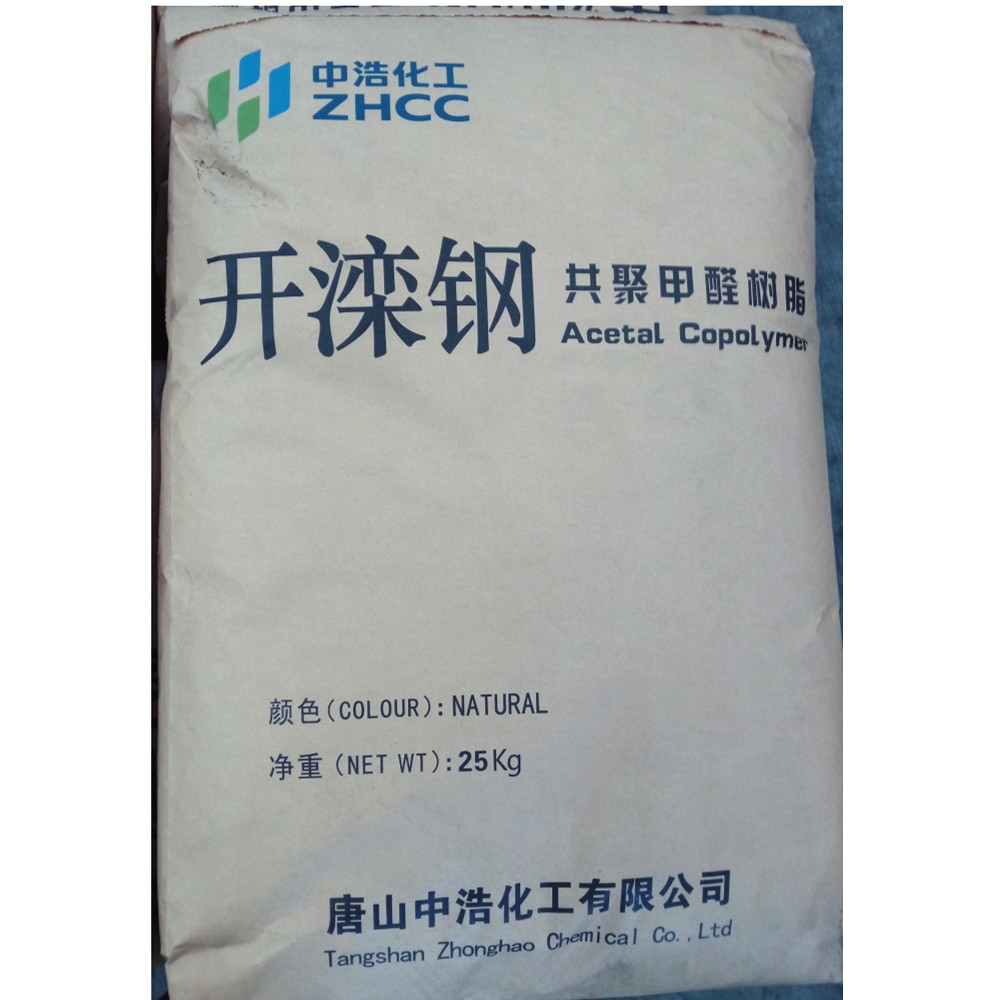 中浩化工
ZHCC
开滦钢
共聚甲醛树脂
Acetal Copolymer
颜色(COLOUR):NATURAL
净重(NET WT):25Kg
唐山中浩化工有限公司
Tangshan Zhonghao Chemical Co.,Ltd